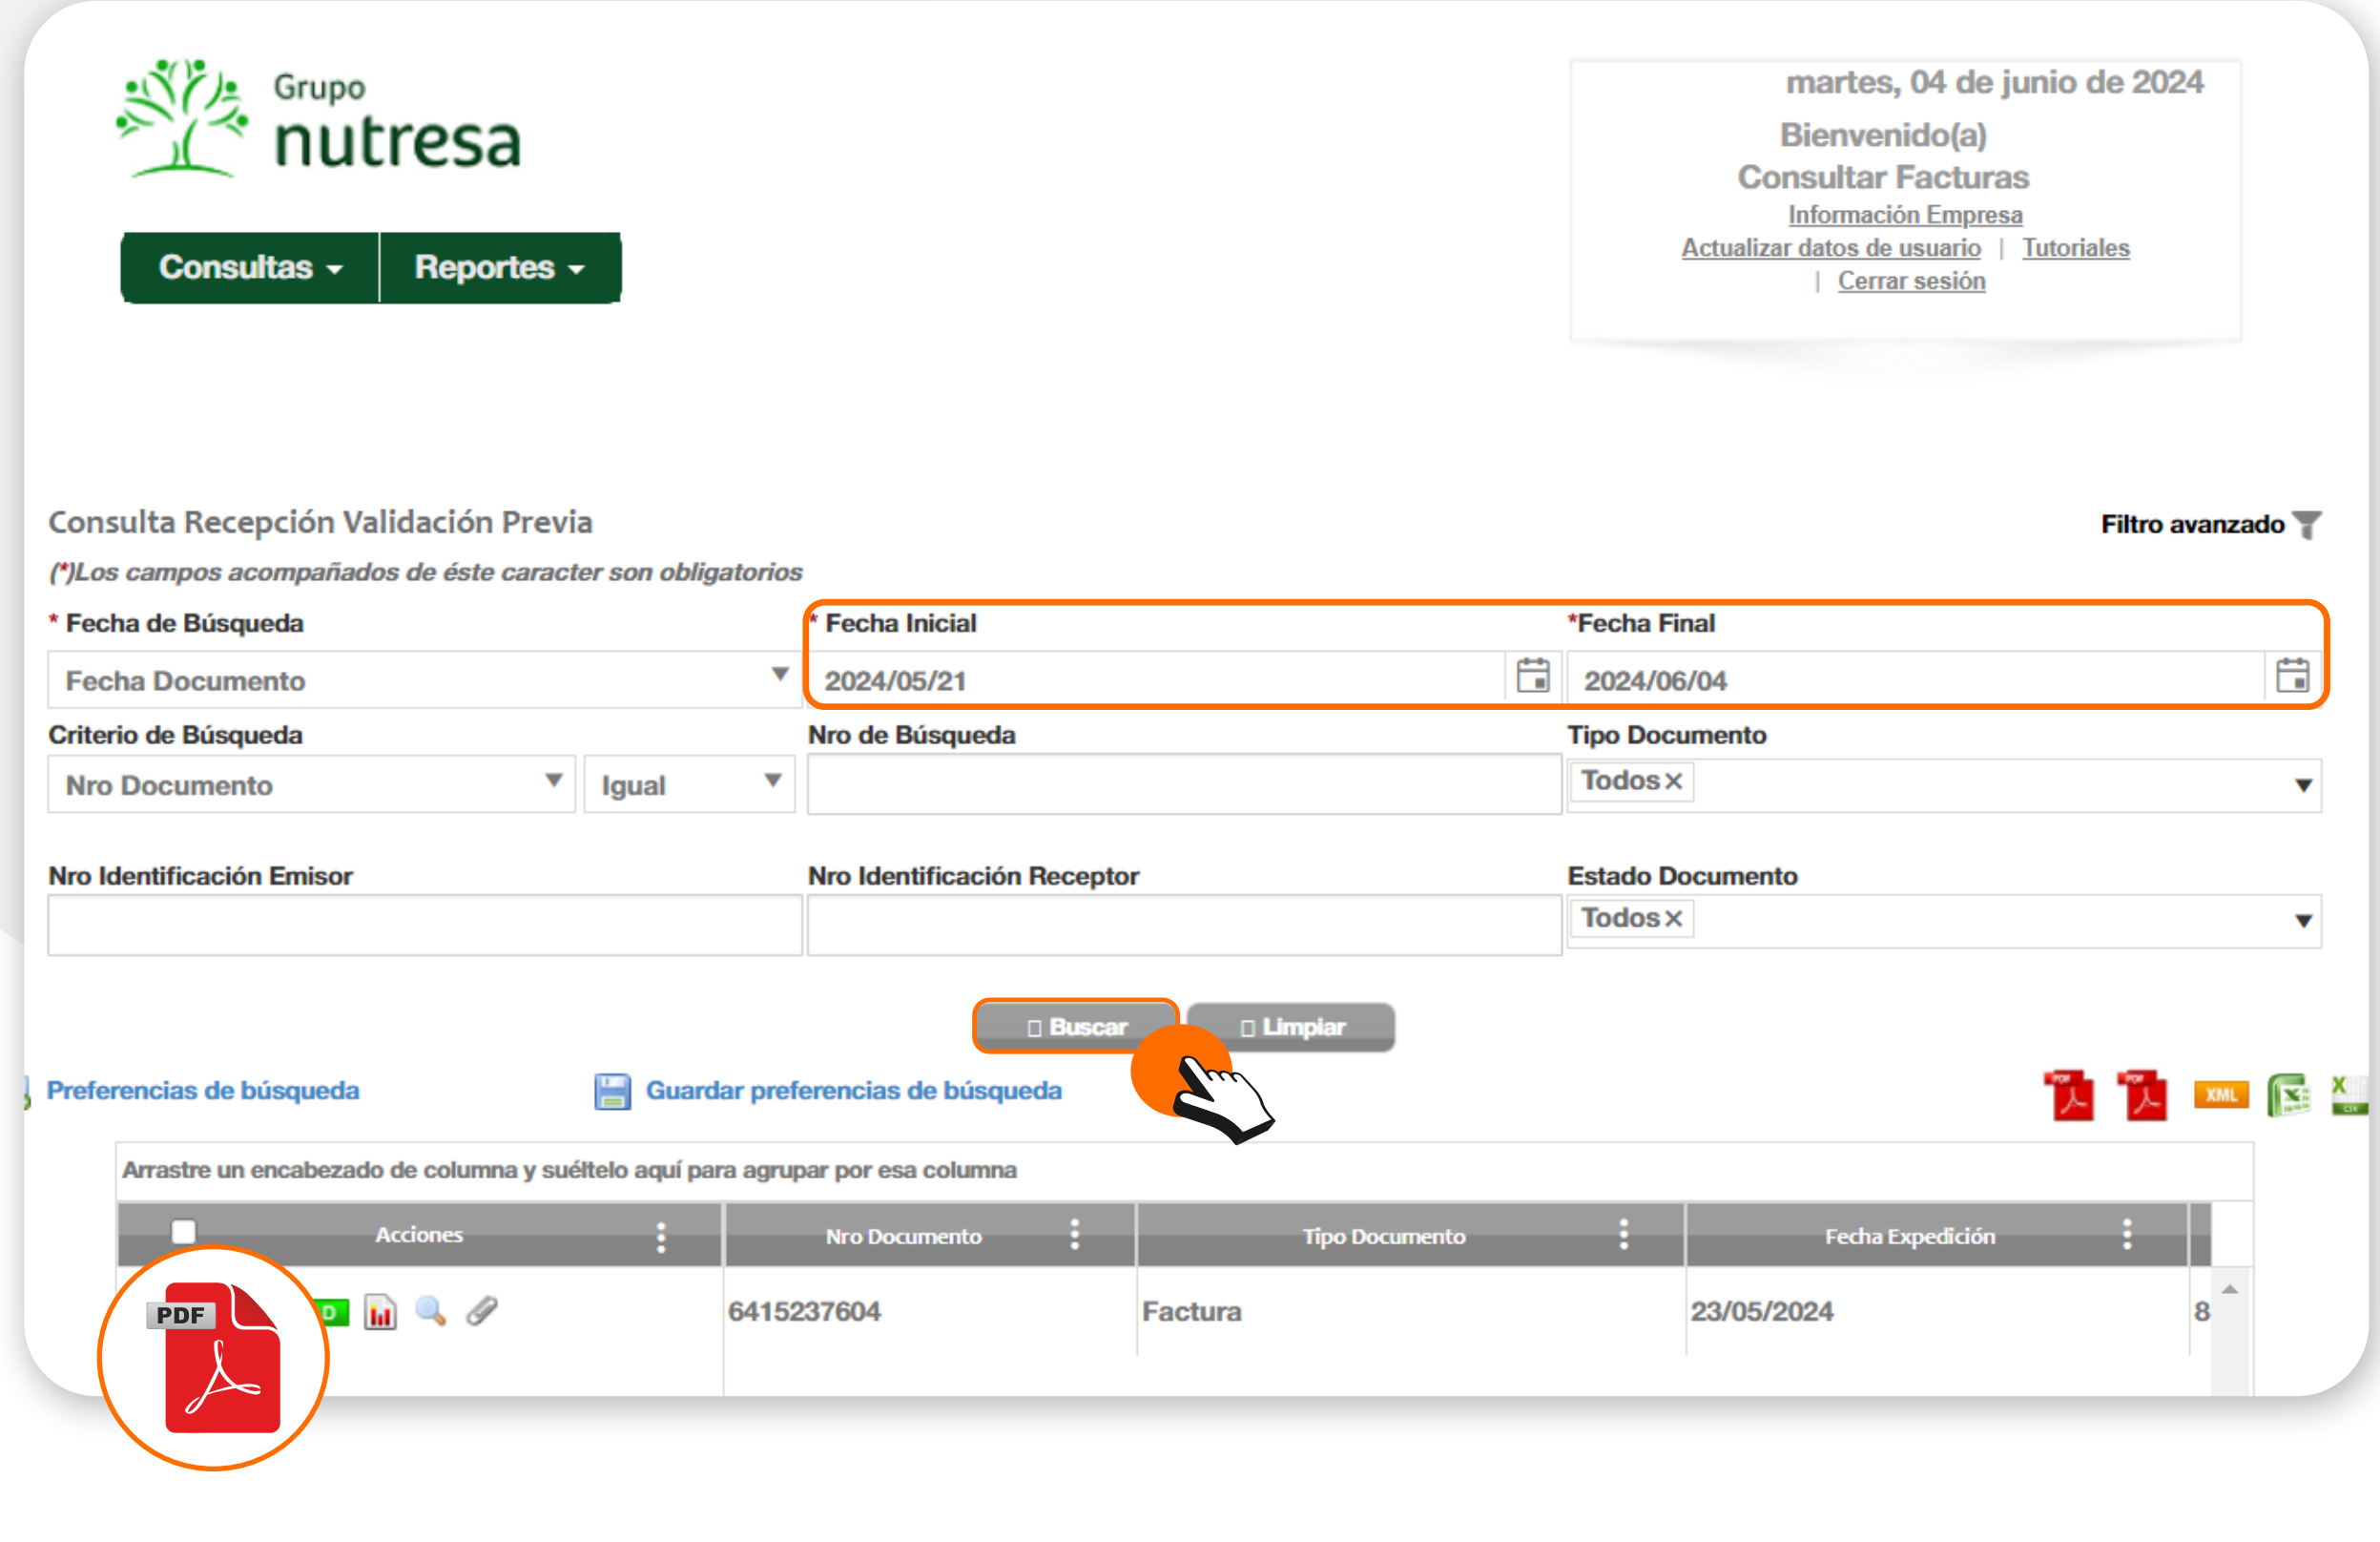 Grupo
nutresa
martes, 04 de junio de 2024
Bienvenido(a)
Consultar Facturas
Información Empresa
Actualizar datos de usuario | Tutoriales
| Cerrar sesión
Consultas
Reportes
Consulta Recepción Validación Previa
Filtro avanzado
(*)Los campos acompañados de éste caracter son obligatorios
* Fecha de Búsqueda
* Fecha Inicial
*Fecha Final
Fecha Documento
2024/05/21
2024/06/04
Criterio de Búsqueda
Nro de Búsqueda
Tipo Documento
Nro Documento
Igual
Todos×
Nro Identificación Emisor
Nro Identificación Receptor
Estado Documento
Todos×
Buscar
Limpiar
Preferencias de búsqueda
Guardar preferencias de búsqueda
PDF
PDF
XML
X
CSV
Arrastre un encabezado de columna y suéltelo aquí para agrupar por esa columna
Acciones
Nro Documento
Tipo Documento
Fecha Expedición
PDF
D
6415237604
Factura
23/05/2024
8